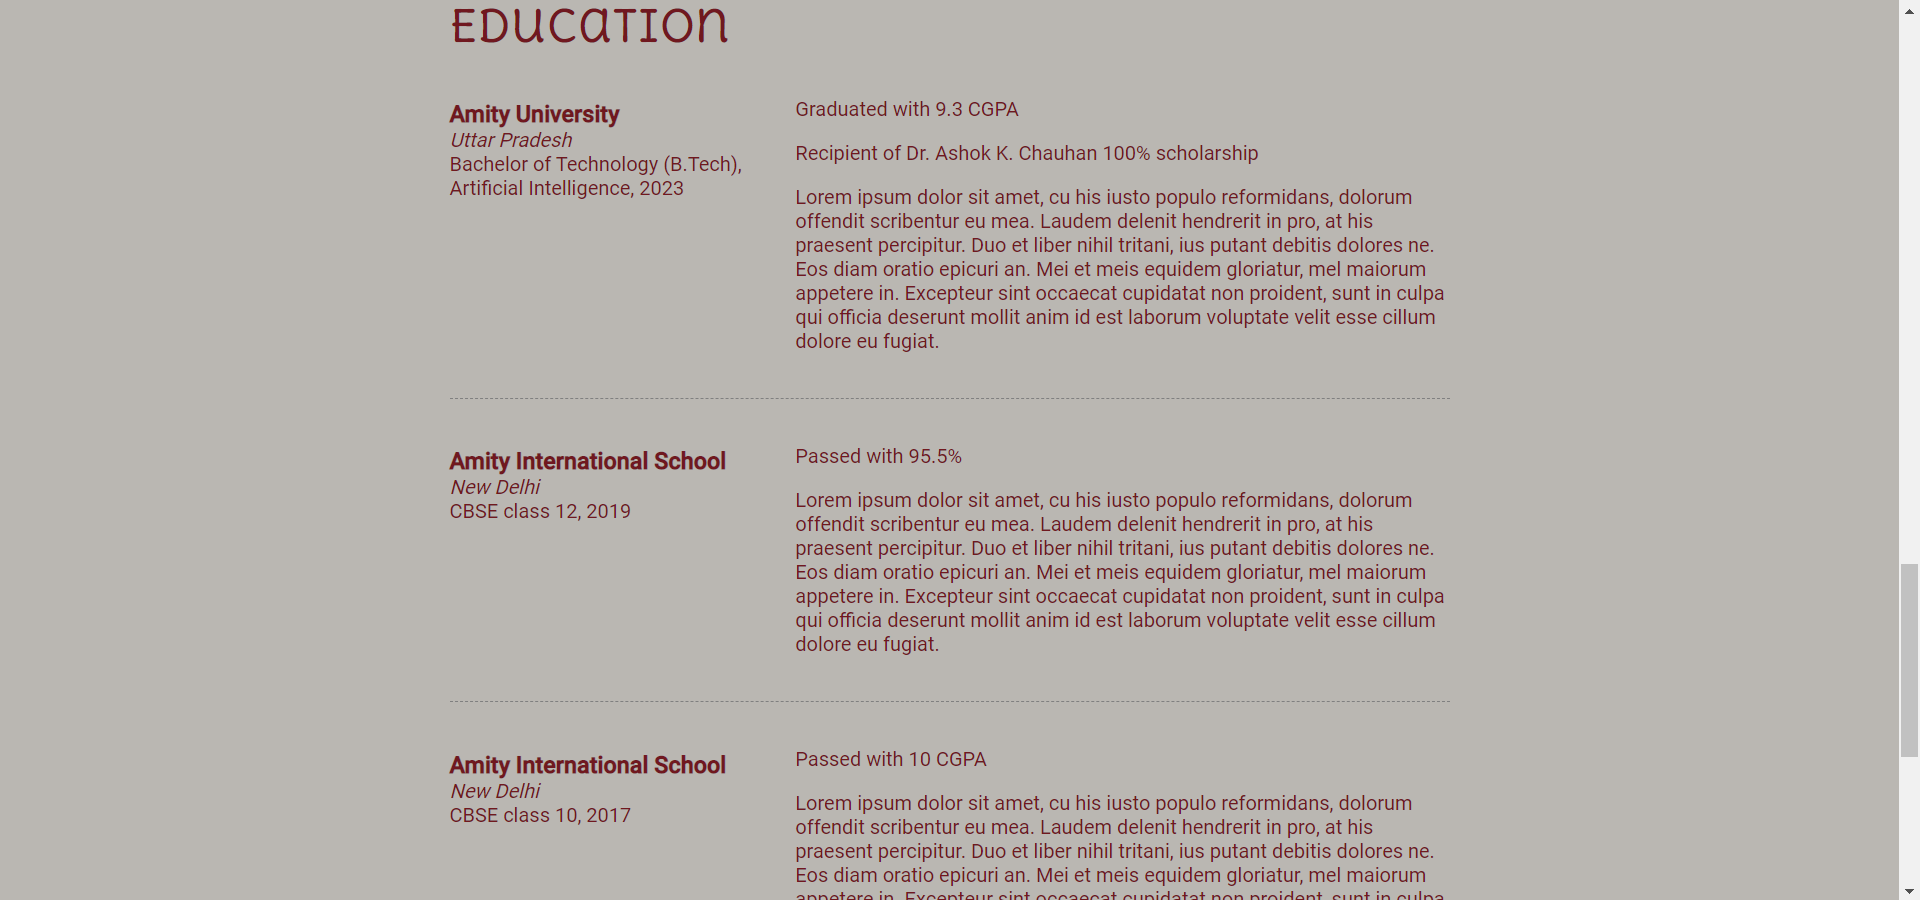 Education
Amity University
Uttar Pradesh
Bachelor of Technology (B.Tech),
Artificial Intelligence, 2023
Graduated with 9.3 CGPA
Recipient of Dr. Ashok K. Chauhan 100% scholarship
Lorem ipsum dolor sit amet, cu his iusto populo reformidans, dolorum
offendit scribentur eu mea. Laudem delenit hendrerit in pro, at his
praesent percipitur. Duo et liber nihil tritani, ius putant debitis dolores ne.
Eos diam oratio epicuri an. Mei et meis equidem gloriatur, mel maiorum
appetere in. Excepteur sint occaecat cupidatat non proident, sunt in culpa
qui officia deserunt mollit anim id est laborum voluptate velit esse cillum
dolore eu fugiat.
Amity International School
New Delhi
CBSE class 12, 2019
Passed with 95.5%
Lorem ipsum dolor sit amet, cu his iusto populo reformidans, dolorum
offendit scribentur eu mea. Laudem delenit hendrerit in pro, at his
praesent percipitur. Duo et liber nihil tritani, ius putant debitis dolores ne.
Eos diam oratio epicuri an. Mei et meis equidem gloriatur, mel maiorum
appetere in. Excepteur sint occaecat cupidatat non proident, sunt in culpa
qui officia deserunt mollit anim id est laborum voluptate velit esse cillum
dolore eu fugiat.
Amity International School
New Delhi
CBSE class 10, 2017
Passed with 10 CGPA
Lorem ipsum dolor sit amet, cu his iusto populo reformidans, dolorum
offendit scribentur eu mea. Laudem delenit hendrerit in pro, at his
praesent percipitur. Duo et liber nihil tritani, ius putant debitis dolores ne.
Eos diam oratio epicuri an. Mei et meis equidem gloriatur, mel maiorum
appetere in. Excepteur sint occaecat cupidatat non proident, sunt in culpa